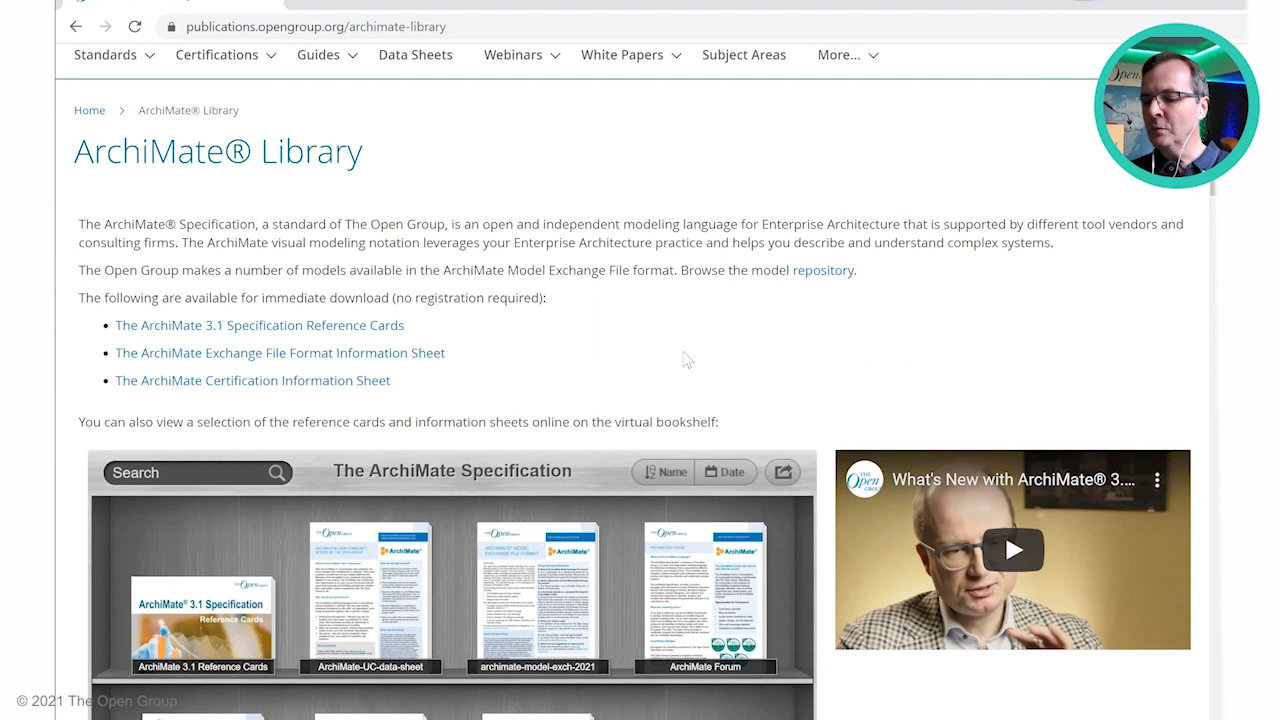 publications.opengroup.org/archimate-library
Standards Certifications Guides Data Sheets Webinars White Papers Subject Areas More...
Home ArchiMate® Library
ArchiMate® Library
The ArchiMate® Specification, a standard of The Open Group, is an open and independent modeling language for Enterprise Architecture that is supported by different tool vendors and
consulting firms. The ArchiMate visual modeling notation leverages your Enterprise Architecture practice and helps you describe and understand complex systems.
The Open Group makes a number of models available in the ArchiMate Model Exchange File format. Browse the model repository.
The following are available for immediate download (no registration required):
The ArchiMate 3.1 Specification Reference Cards
The ArchiMate Exchange File Format Information Sheet
The ArchiMate Certification Information Sheet
You can also view a selection of the reference cards and information sheets online on the virtual bookshelf:
Search
The ArchiMate Specification
Name Date
ArchiMate® 3.1 Specification
Reference Cards
ArchiMate®
ArchiMate®
ArchiMate®
ArchiMate 3.1 Reference Cards
ArchiMate-UC-data-sheet
archimate-model-exch-2021
ArchiMate Forum
THE
Open
GROUP
What's New with ArchiMate® 3....
© 2021 The Open Group